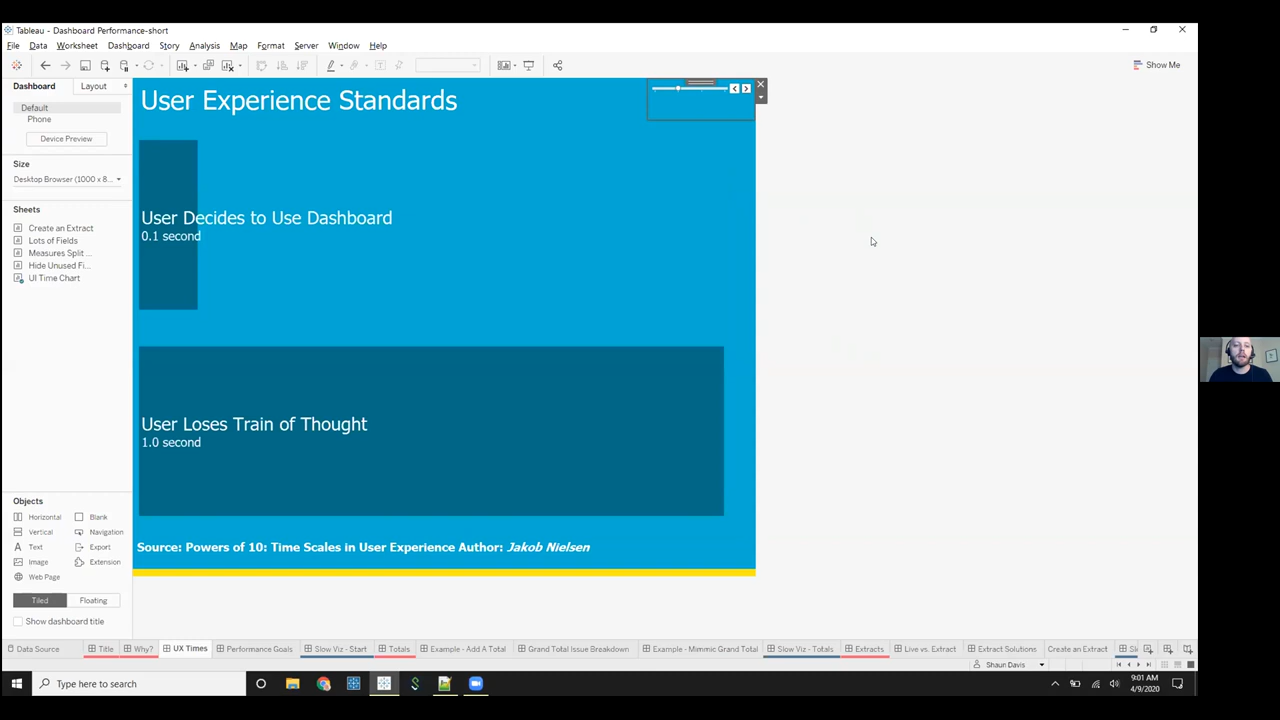 Tableau - Dashboard Performance-short
File Data Worksheet Dashboard Story Analysis Map Format Server Window Help
Show Me
Dashboard Layout
Default
Phone
Device Preview
Size
Desktop Browser (1000 x 8...
Sheets
Create an Extract
Lots of Fields
Measures Split ...
Hide Unused Fi...
UI Time Chart
Objects
Horizontal Blank
Vertical Navigation
Text Export
Image Extension
Web Page
Tiled Floating
Show dashboard title
User Experience Standards
User Decides to Use Dashboard
0.1 second
User Loses Train of Thought
1.0 second
Source: Powers of 10: Time Scales in User Experience Author: Jakob Nielsen
Data Source Title Why? UX Times Performance Goals Slow Viz - Start Totals Example - Add A Total Grand Total Issue Breakdown Example - Mimmic Grand Total Slow Viz - Totals Extracts Live vs. Extract Extract Solutions Create an Extract
Shaun Davis
Type here to search
9:01 AM
4/9/2020